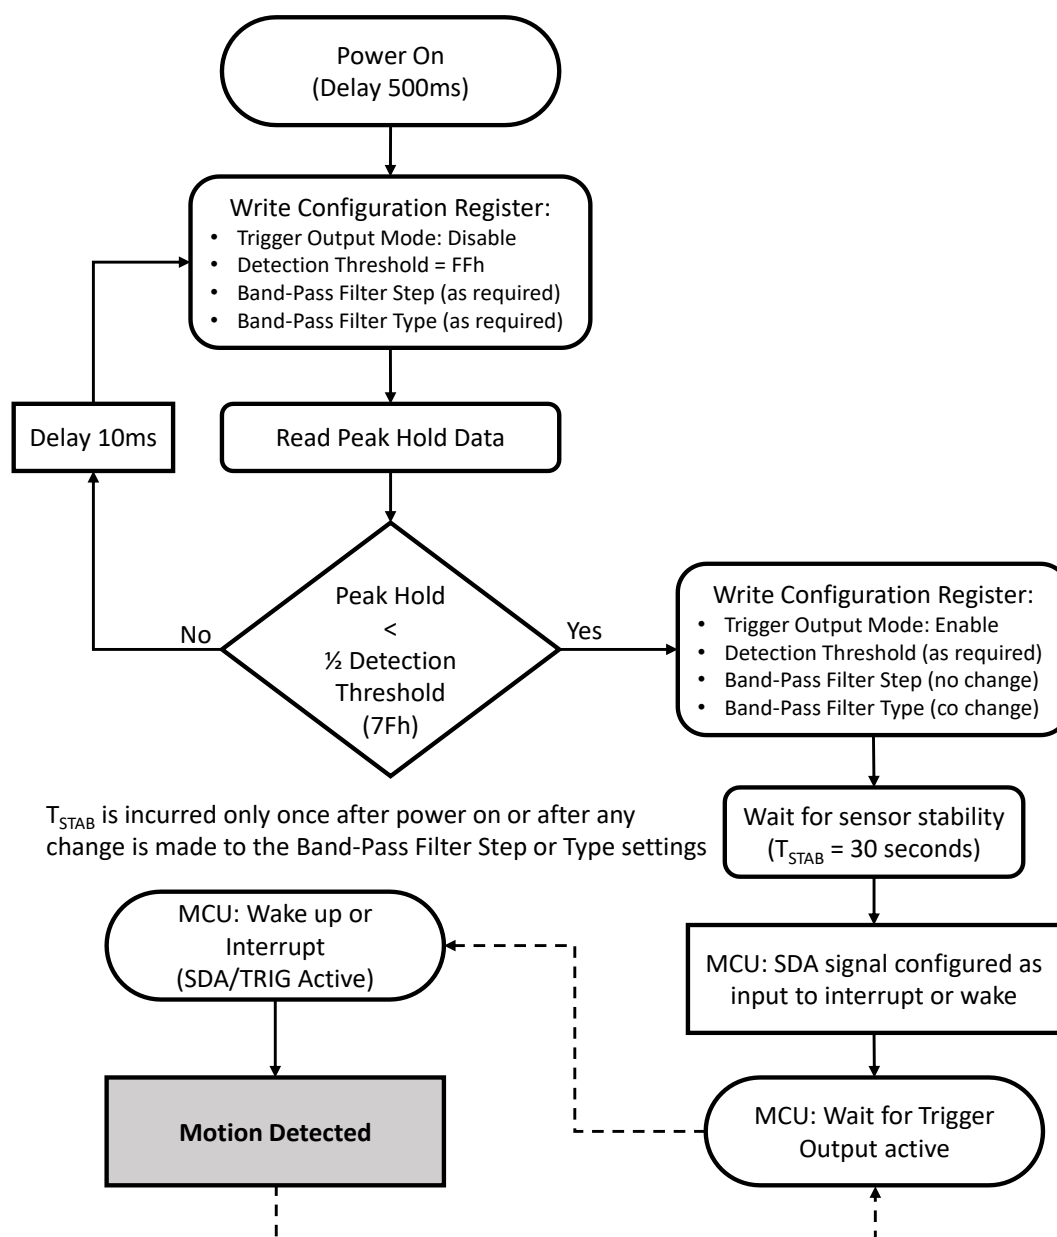 Power On
(Delay 500ms)
Write Configuration Register:
• Trigger Output Mode: Disable
• Detection Threshold = FFh
• Band-Pass Filter Step (as required)
• Band-Pass Filter Type (as required)
Delay 10ms
Read Peak Hold Data
Peak Hold
<
½ Detection
Threshold
(7Fh)
No
Yes
Write Configuration Register:
• Trigger Output Mode: Enable
• Detection Threshold (as required)
• Band-Pass Filter Step (no change)
• Band-Pass Filter Type (co change)
T_STAB is incurred only once after power on or after any
change is made to the Band-Pass Filter Step or Type settings
Wait for sensor stability
(T_STAB = 30 seconds)
MCU: Wake up or
Interrupt
(SDA/TRIG Active)
MCU: SDA signal configured as
input to interrupt or wake
Motion Detected
MCU: Wait for Trigger
Output active